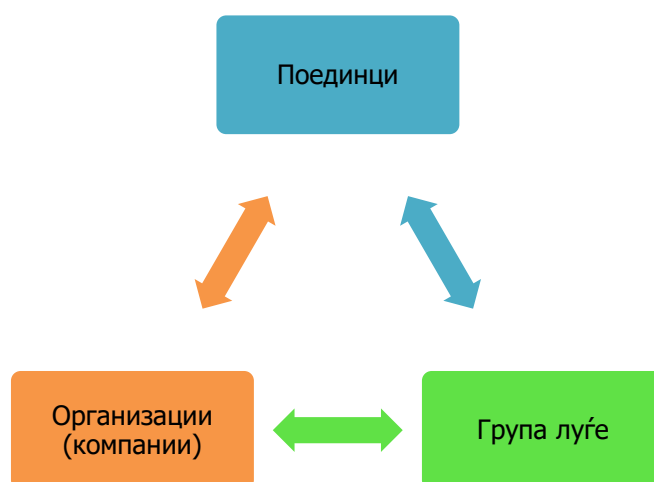 Поединци
Организации
(компании)
Група луѓе